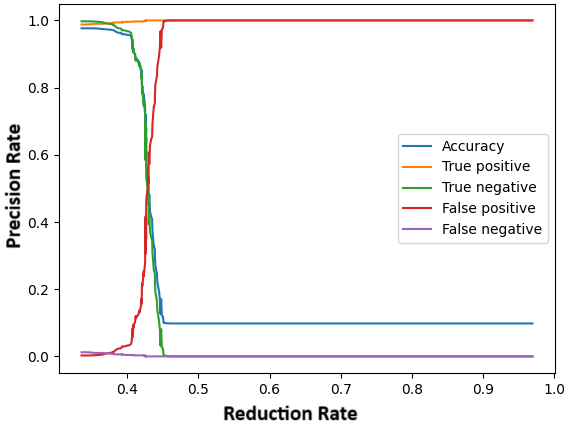 1.0
0.8
0.6
0.4
0.2
0.0
Precision Rate
Accuracy
True positive
True negative
False positive
False negative
0.4 0.5 0.6 0.7 0.8 0.9 1.0
Reduction Rate